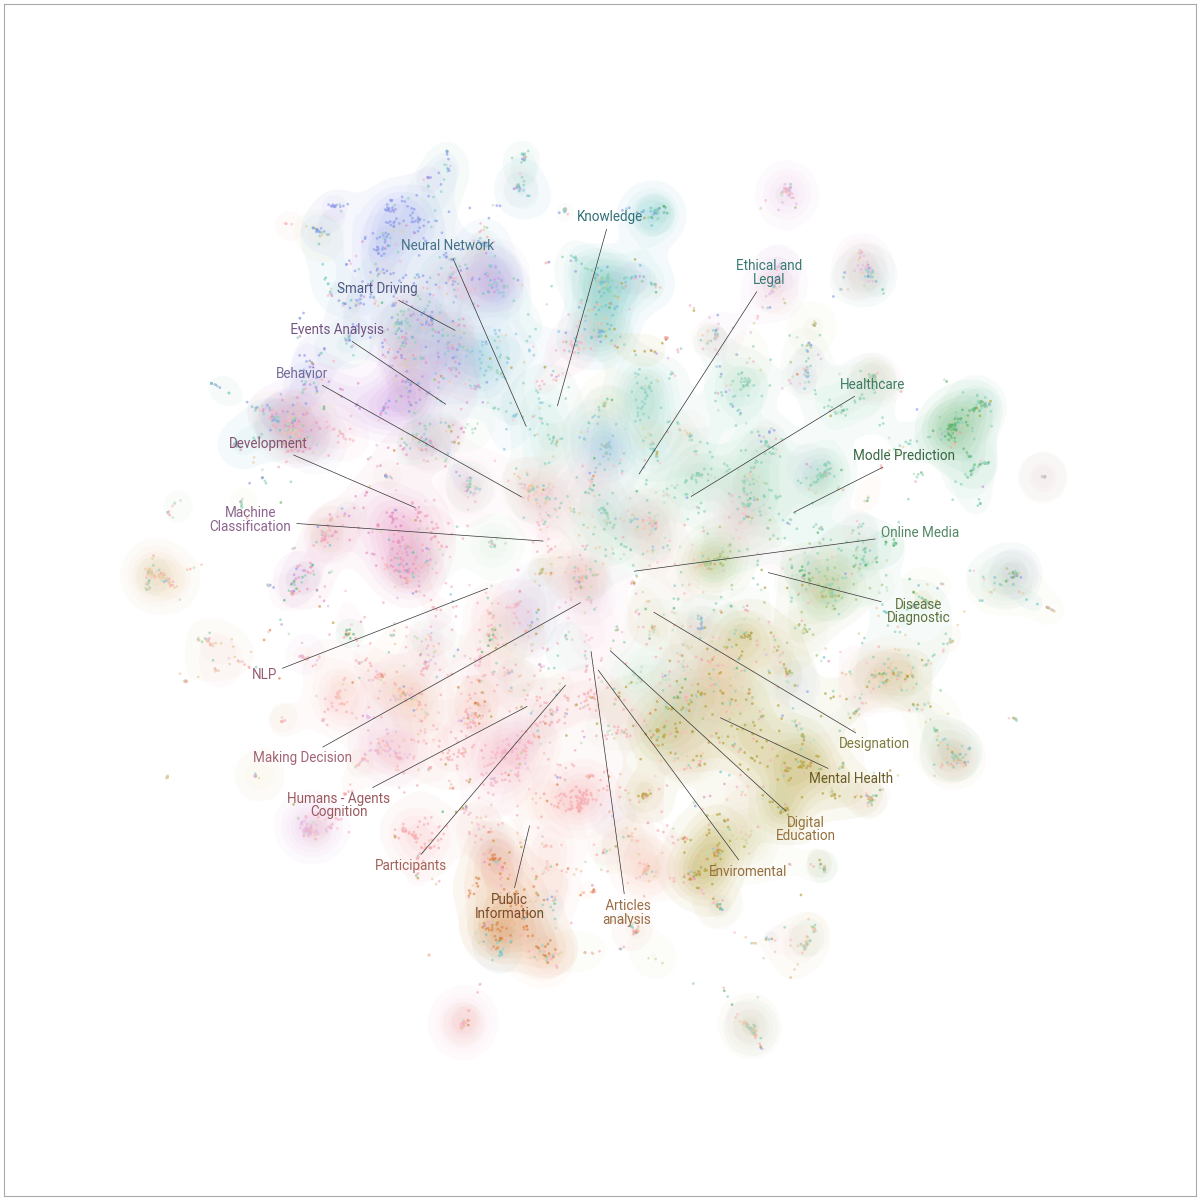 Knowledge
Neural Network
Ethical and
Legal
Smart Driving
Events Analysis
Behavior
Healthcare
Development
Modle Prediction
Machine
Classification
Online Media
Disease
Diagnostic
NLP
Making Decision
Designation
Mental Health
Humans - Agents
Cognition
Digital
Education
Participants
Enviromental
Public
Information
Articles
analysis